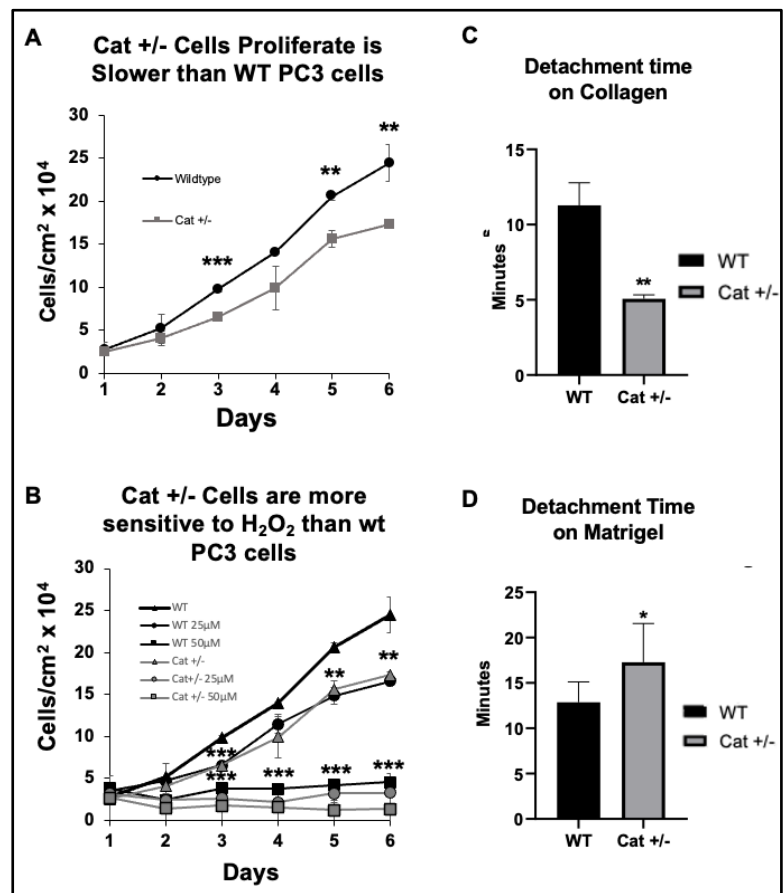 A
Cat +/- Cells Proliferate is
Slower than WT PC3 cells
30
25
20
15
10
5
0
Cells/cm² x 10⁴
Wildtype
Cat +/-
***
**
**
1 2 3 4 5 6
Days
B
Cat +/- Cells are more
sensitive to H₂O₂ than wt
PC3 cells
30
25
20
15
10
5
0
Cells/cm² x 10⁴
WT
WT 25µM
WT 50µM
Cat +/-
Cat+/- 25µM
Cat +/- 50µM
**
**
***
***
***
***
***
1 2 3 4 5 6
Days
C
Detachment time
on Collagen
15
10
5
0
Minutes
**
WT
Cat +/-
WT Cat +/-
D
Detachment Time
on Matrigel
25
20
15
10
5
0
Minutes
*
WT
Cat +/-
WT Cat +/-